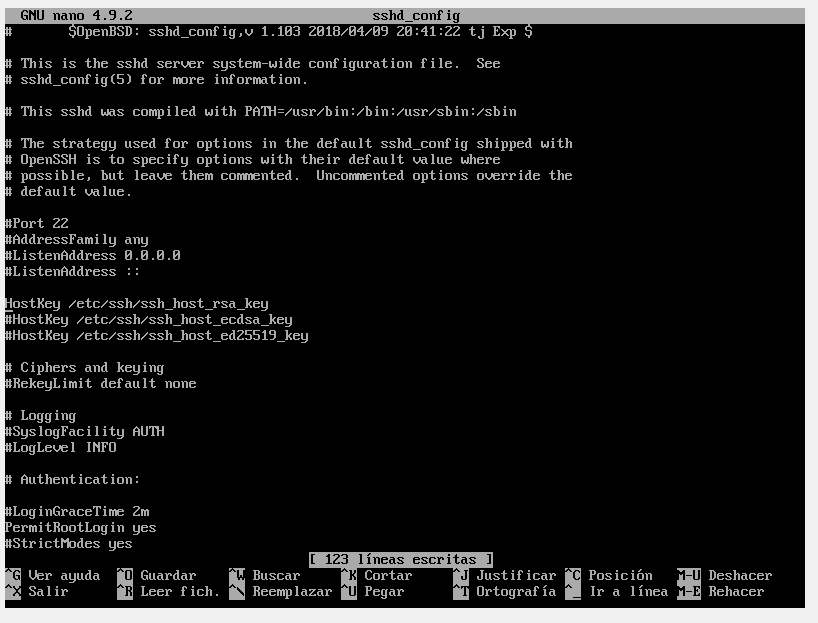 GNU nano 4.9.2 sshd_config
# $OpenBSD: sshd_config,v 1.103 2018/04/09 20:41:22 tj Exp $
# This is the sshd server system-wide configuration file.  See
# sshd_config(5) for more information.
# This sshd was compiled with PATH=/usr/bin:/bin:/usr/sbin:/sbin
# The strategy used for options in the default sshd_config shipped with
# OpenSSH is to specify options with their default value where
# possible, but leave them commented.  Uncommented options override the
# default value.
#Port 22
#AddressFamily any
#ListenAddress 0.0.0.0
#ListenAddress ::
HostKey /etc/ssh/ssh_host_rsa_key
#HostKey /etc/ssh/ssh_host_ecdsa_key
#HostKey /etc/ssh/ssh_host_ed25519_key
# Ciphers and keying
#RekeyLimit default none
# Logging
#SyslogFacility AUTH
#LogLevel INFO
# Authentication:
#LoginGraceTime 2m
PermitRootLogin yes
#StrictModes yes
[ 123 líneas escritas ]
^G Ver ayuda ^O Guardar ^W Buscar ^K Cortar ^J Justificar ^C Posición M-U Deshacer
^X Salir ^R Leer fich. ^\ Reemplazar ^U Pegar ^T Ortografía ^_ Ir a línea M-E Rehacer